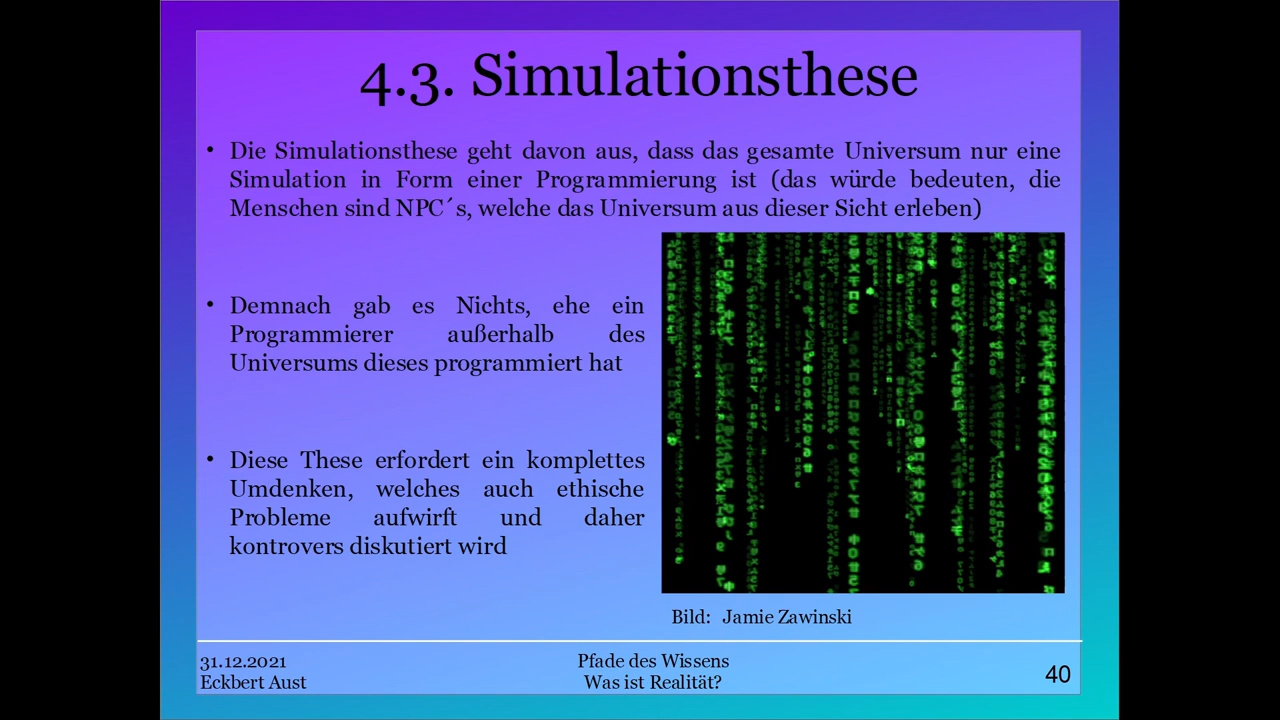 4.3. Simulationsthese
• Die Simulationsthese geht davon aus, dass das gesamte Universum nur eine
Simulation in Form einer Programmierung ist (das würde bedeuten, die
Menschen sind NPC´s, welche das Universum aus dieser Sicht erleben)
• Demnach gab es Nichts, ehe ein
Programmierer außerhalb des
Universums dieses programmiert hat
• Diese These erfordert ein komplettes
Umdenken, welches auch ethische
Probleme aufwirft und daher
kontrovers diskutiert wird
Bild: Jamie Zawinski
31.12.2021
Eckbert Aust
Pfade des Wissens
Was ist Realität?
40